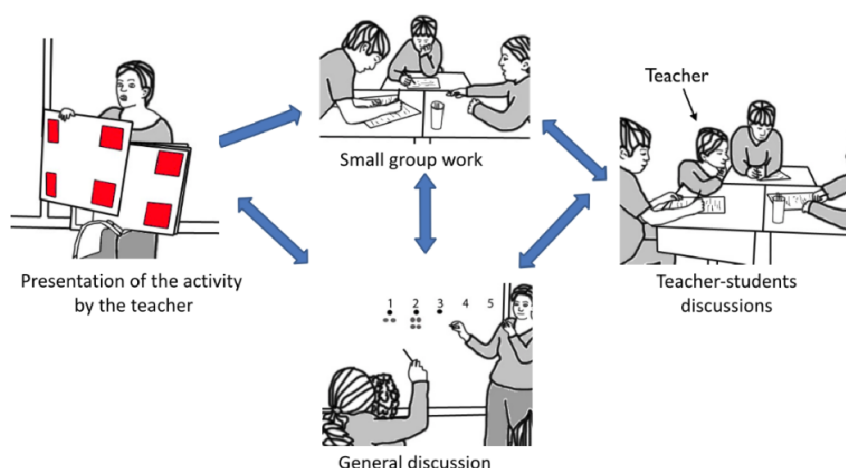 Teacher
Small group work
Presentation of the activity
by the teacher
Teacher-students
discussions
1 2 3 4 5
General discussion